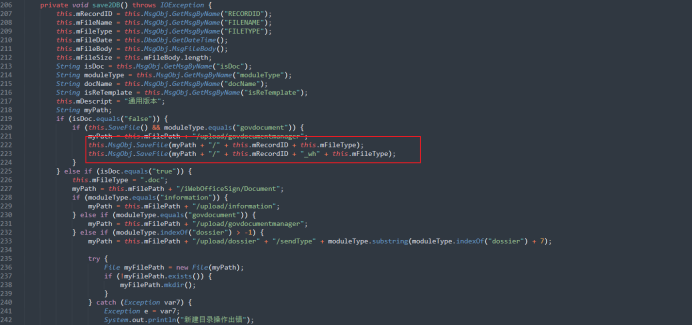 206 private void save2DB() throws IOException {
207 this.mRecordID = this.MsgObj.GetMsgByName("RECORDID");
208 this.mFileName = this.MsgObj.GetMsgByName("FILENAME");
209 this.mFileType = this.MsgObj.GetMsgByName("FILETYPE");
210 this.mFileDate = this.DbaObj.GetDateTime();
211 this.mFileBody = this.MsgObj.MsgFileBody();
212 this.mFileSize = this.mFileBody.length;
213 String isDoc = this.MsgObj.GetMsgByName("isDoc");
214 String moduleType = this.MsgObj.GetMsgByName("moduleType");
215 String docName = this.MsgObj.GetMsgByName("docName");
216 String isReTemplate = this.MsgObj.GetMsgByName("isReTemplate");
217 this.mDescript = "通用版本";
218 String myPath;
219 if (isDoc.equals("false")) {
220 if (this.SaveFile() && moduleType.equals("govdocument")) {
221 myPath = this.mFilePath + "/upload/govdocumentmanager";
222 this.MsgObj.SaveFile(myPath + "/" + this.mRecordID + this.mFileType);
223 this.MsgObj.SaveFile(myPath + "/" + this.mRecordID + "_wh" + this.mFileType);
224 }
225 } else if (isDoc.equals("true")) {
226 this.mFileType = ".doc";
227 myPath = this.mFilePath + "/iWebOfficeSign/Document";
228 if (moduleType.equals("information")) {
229 myPath = this.mFilePath + "/upload/information";
230 } else if (moduleType.equals("govdocument")) {
231 myPath = this.mFilePath + "/upload/govdocumentmanager";
232 } else if (moduleType.indexOf("dossier") > -1) {
233 myPath = this.mFilePath + "/upload/dossier" + "/sendType" + moduleType.substring(moduleType.indexOf("dossier") + 7);
234
235 try {
236 File myFilePath = new File(myPath);
237 if (!myFilePath.exists()) {
238 myFilePath.mkdir();
239 }
240 } catch (Exception var7) {
241 Exception e = var7;
242 System.out.println("新建目录操作出错");